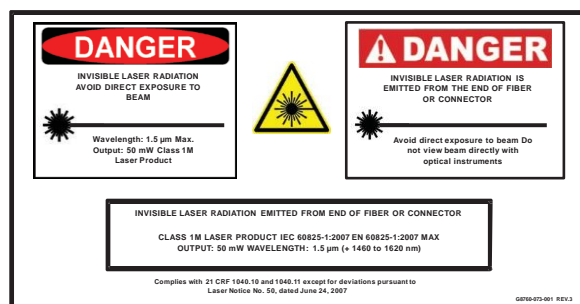 DANGER
INVISIBLE LASER RADIATION
AVOID DIRECT EXPOSURE TO
BEAM
Wavelength: 1.5 µm Max.
Output: 50 mW Class 1M
Laser Product
DANGER
INVISIBLE LASER RADIATION IS
EMITTED FROM THE END OF FIBER
OR CONNECTOR
Avoid direct exposure to beam Do
not view beam directly with
optical instruments
INVISIBLE LASER RADIATION EMITTED FROM END OF FIBER OR CONNECTOR
CLASS 1M LASER PRODUCT IEC 60825-1:2007 EN 60825-1:2007 MAX
OUTPUT: 50 mW WAVELENGTH: 1.5 µm (+ 1460 to 1620 nm)
Complies with 21 CRF 1040.10 and 1040.11 except for deviations pursuant to
Laser Notice No. 50, dated June 24, 2007
G8760-073-001 REV.3